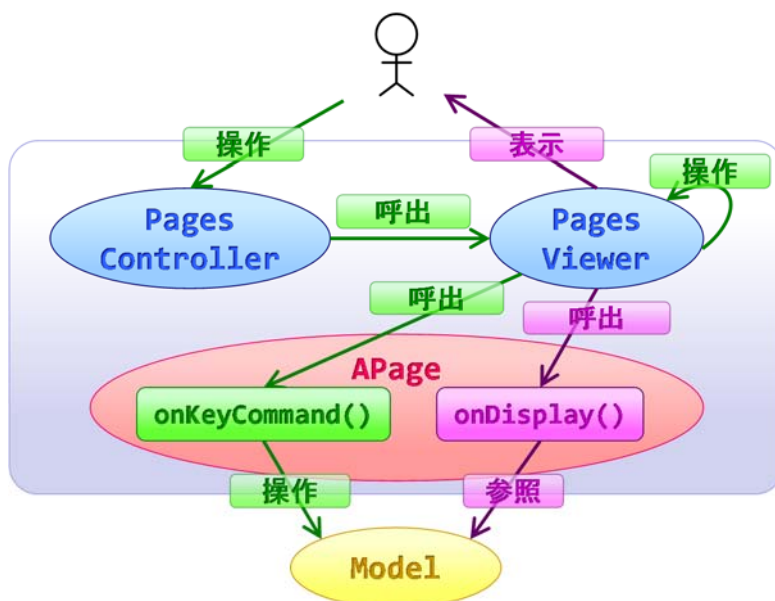 操作
表示
操作
Pages
Controller
呼出
Pages
Viewer
呼出
呼出
APage
onKeyCommand()
onDisplay()
操作
参照
Model